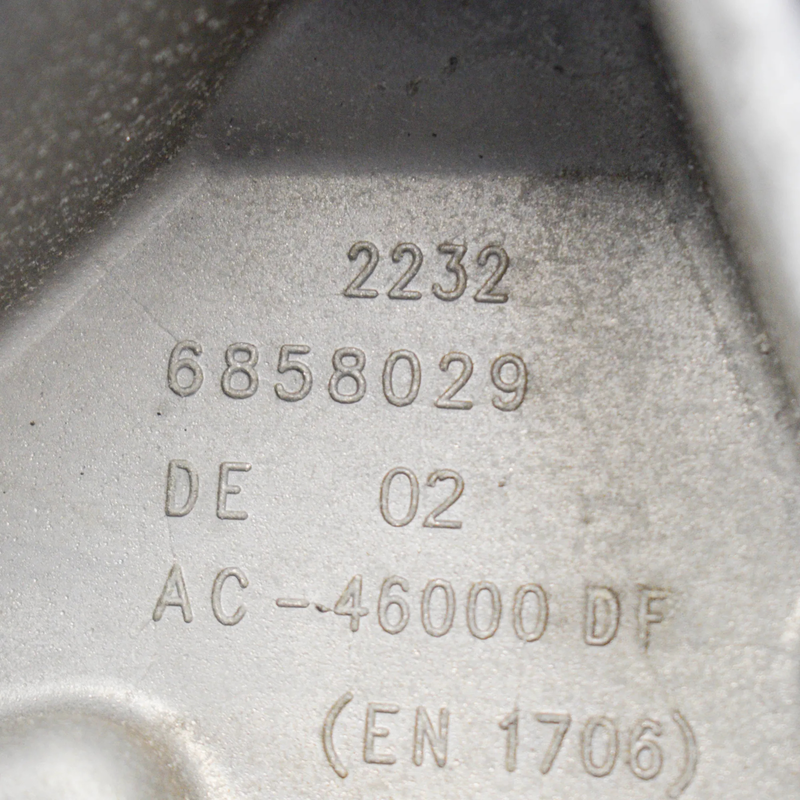 2232
6858029
DE 02
AC-46000 DF
(EN 1706)